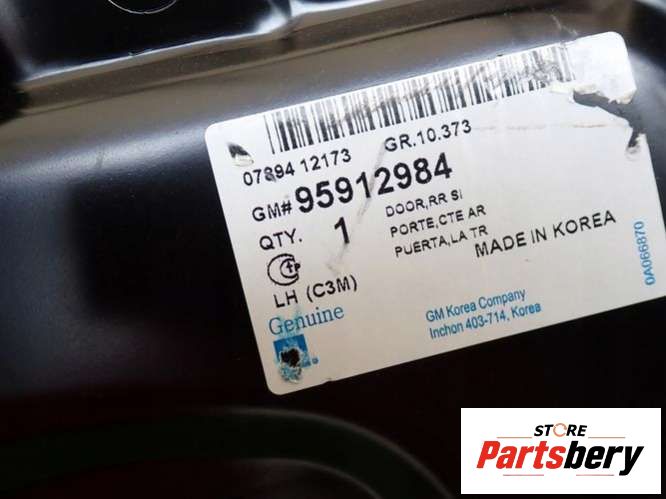 07894 12173 GR.10.373
GM# 95912984
QTY. 1
DOOR,RR SI
PORTE,CTE AR
PUERTA,LA TR
MADE IN KOREA
LH (C3M)
Genuine
GM Korea Company
Inchon 403-714, Korea
0A066870
STORE
Partsbery